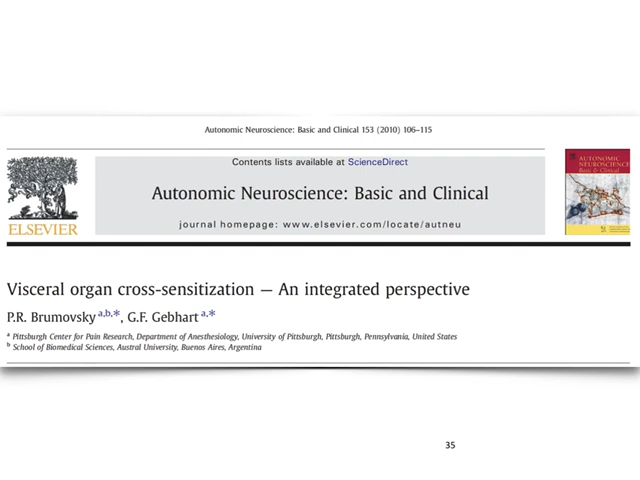 Autonomic Neuroscience: Basic and Clinical 153 (2010) 106–115
Contents lists available at ScienceDirect
Autonomic Neuroscience: Basic and Clinical
journal homepage: www.elsevier.com/locate/autneu
ELSEVIER
AUTONOMIC
NEUROSCIENCE
Basic & Clinical
Visceral organ cross-sensitization — An integrated perspective
P.R. Brumovsky a,b,*, G.F. Gebhart a,*
a Pittsburgh Center for Pain Research, Department of Anesthesiology, University of Pittsburgh, Pittsburgh, Pennsylvania, United States
b School of Biomedical Sciences, Austral University, Buenos Aires, Argentina
35